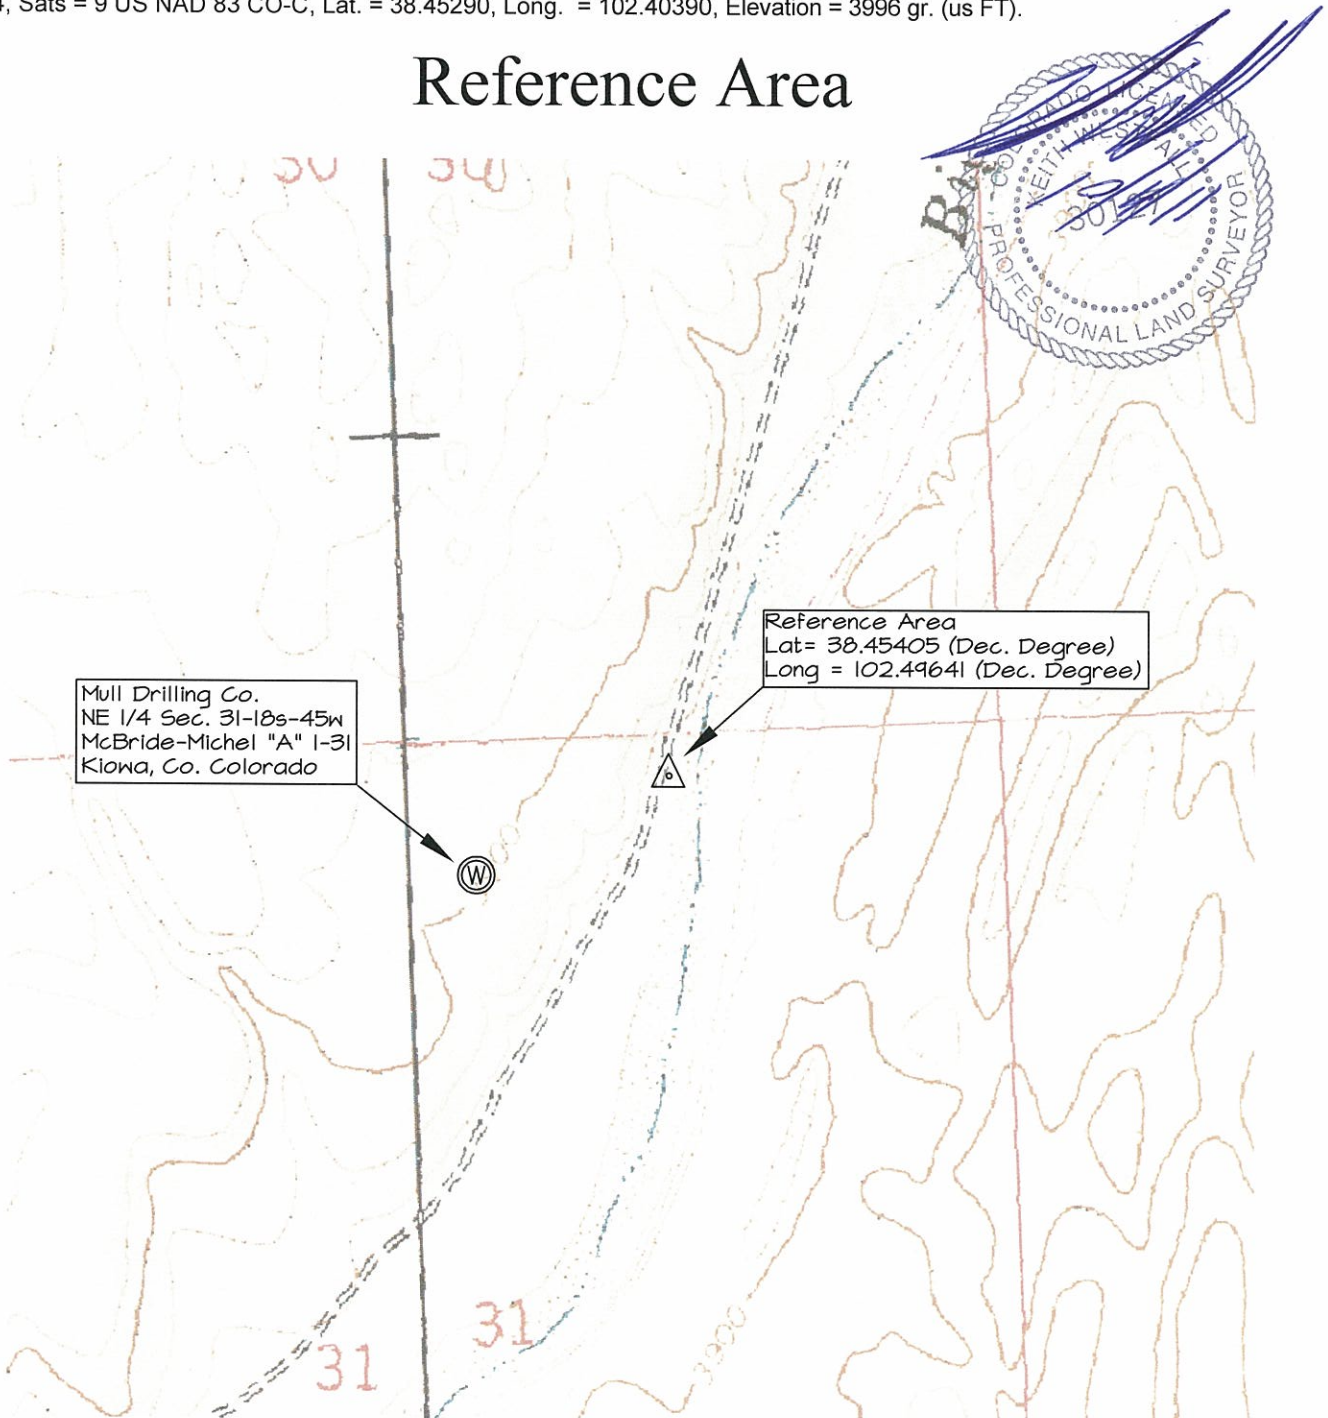 , Sats = 9 US NAD 83 CO-C, Lat. = 38.45290, Long. = 102.40390, Elevation = 3996 gr. (us FT).
Reference Area
COLORADO LICENSED
KEITH WESTFALL
30127
PROFESSIONAL LAND SURVEYOR
30
30
Reference Area
Lat= 38.45405 (Dec. Degree)
Long = 102.49641 (Dec. Degree)
Mull Drilling Co.
NE 1/4 Sec. 31-18s-45w
McBride-Michel "A" 1-31
Kiowa, Co. Colorado
W
31
31
3900